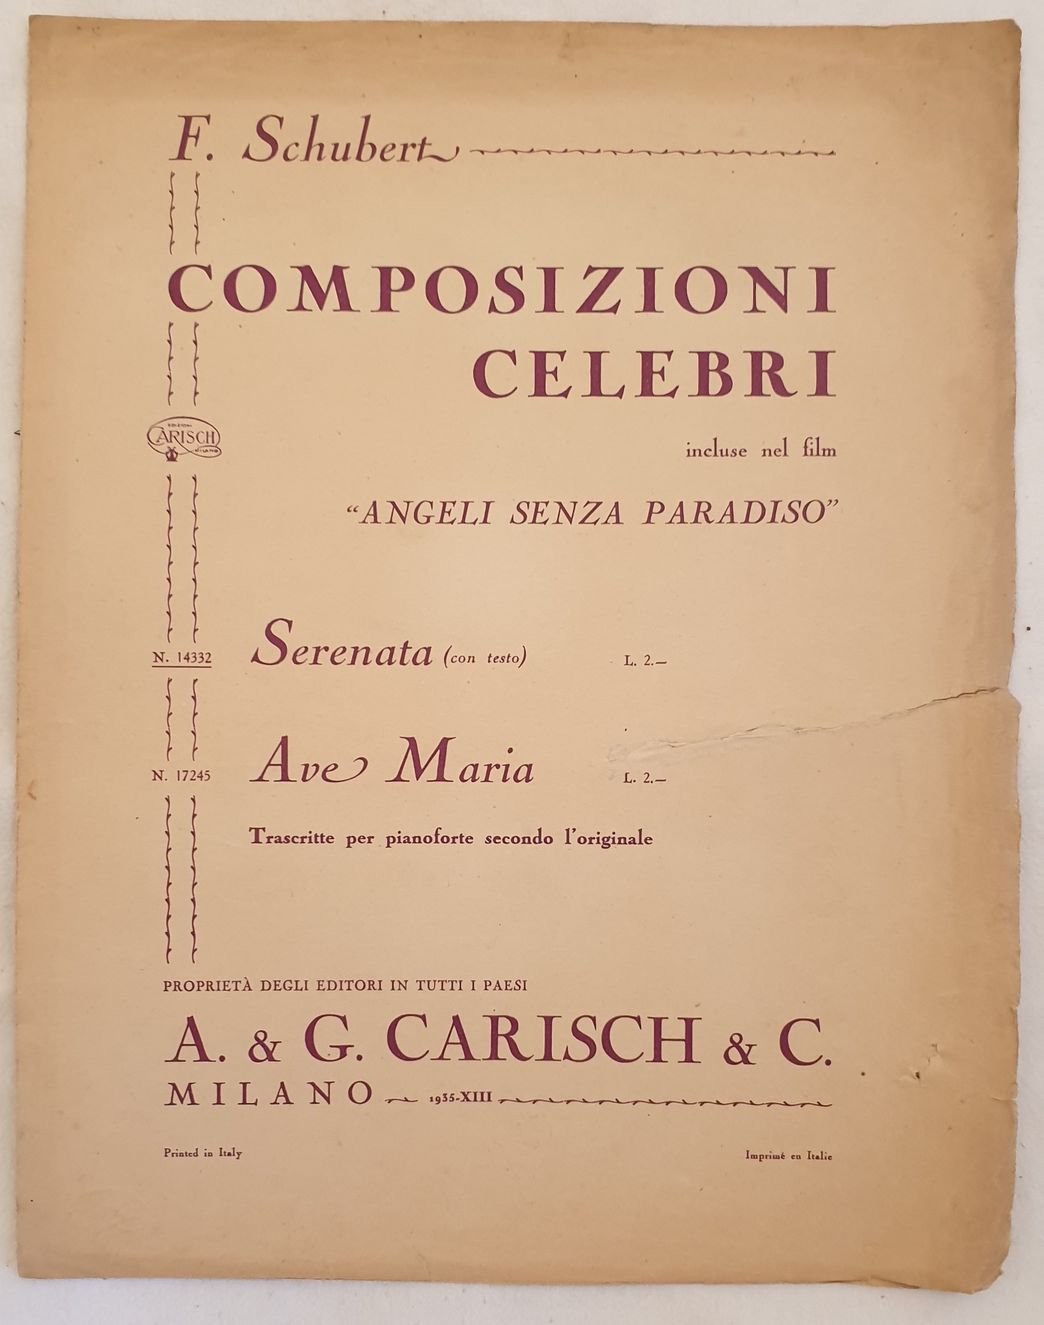 F. Schubert
COMPOSIZIONI
CELEBRI
EDIZIONI
CARISCH
MILANO
incluse nel film
“ANGELI SENZA PARADISO”
N. 14332 Serenata (con testo) L. 2.—
N. 17245 Ave Maria L. 2.—
Trascritte per pianoforte secondo l'originale
PROPRIETÀ DEGLI EDITORI IN TUTTI I PAESI
A. & G. CARISCH & C.
MILANO 1935-XIII
Printed in Italy Imprimé en Italie